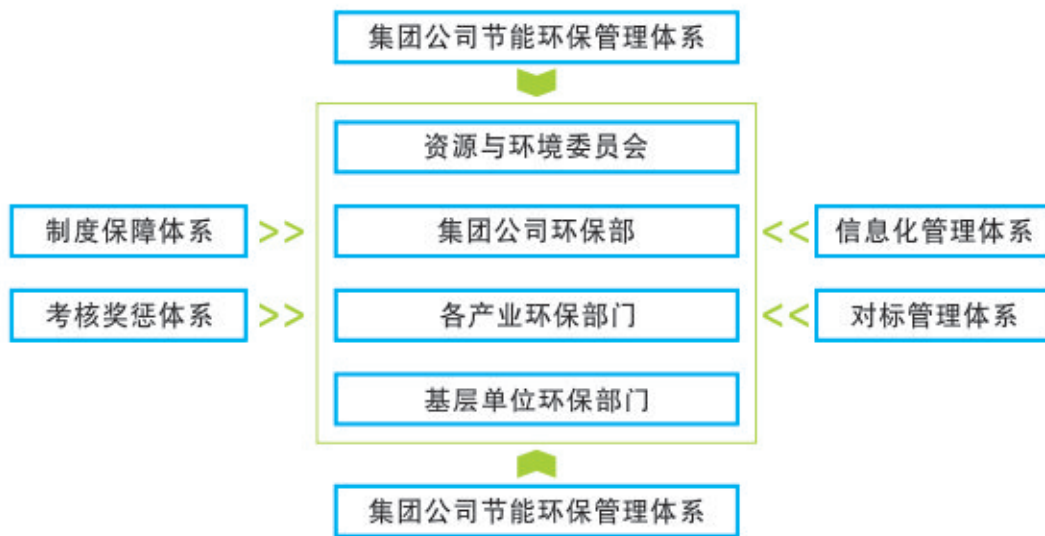 集团公司节能环保管理体系
资源与环境委员会
制度保障体系 >> 集团公司环保部 << 信息化管理体系
考核奖惩体系 >> 各产业环保部门 << 对标管理体系
基层单位环保部门
集团公司节能环保管理体系